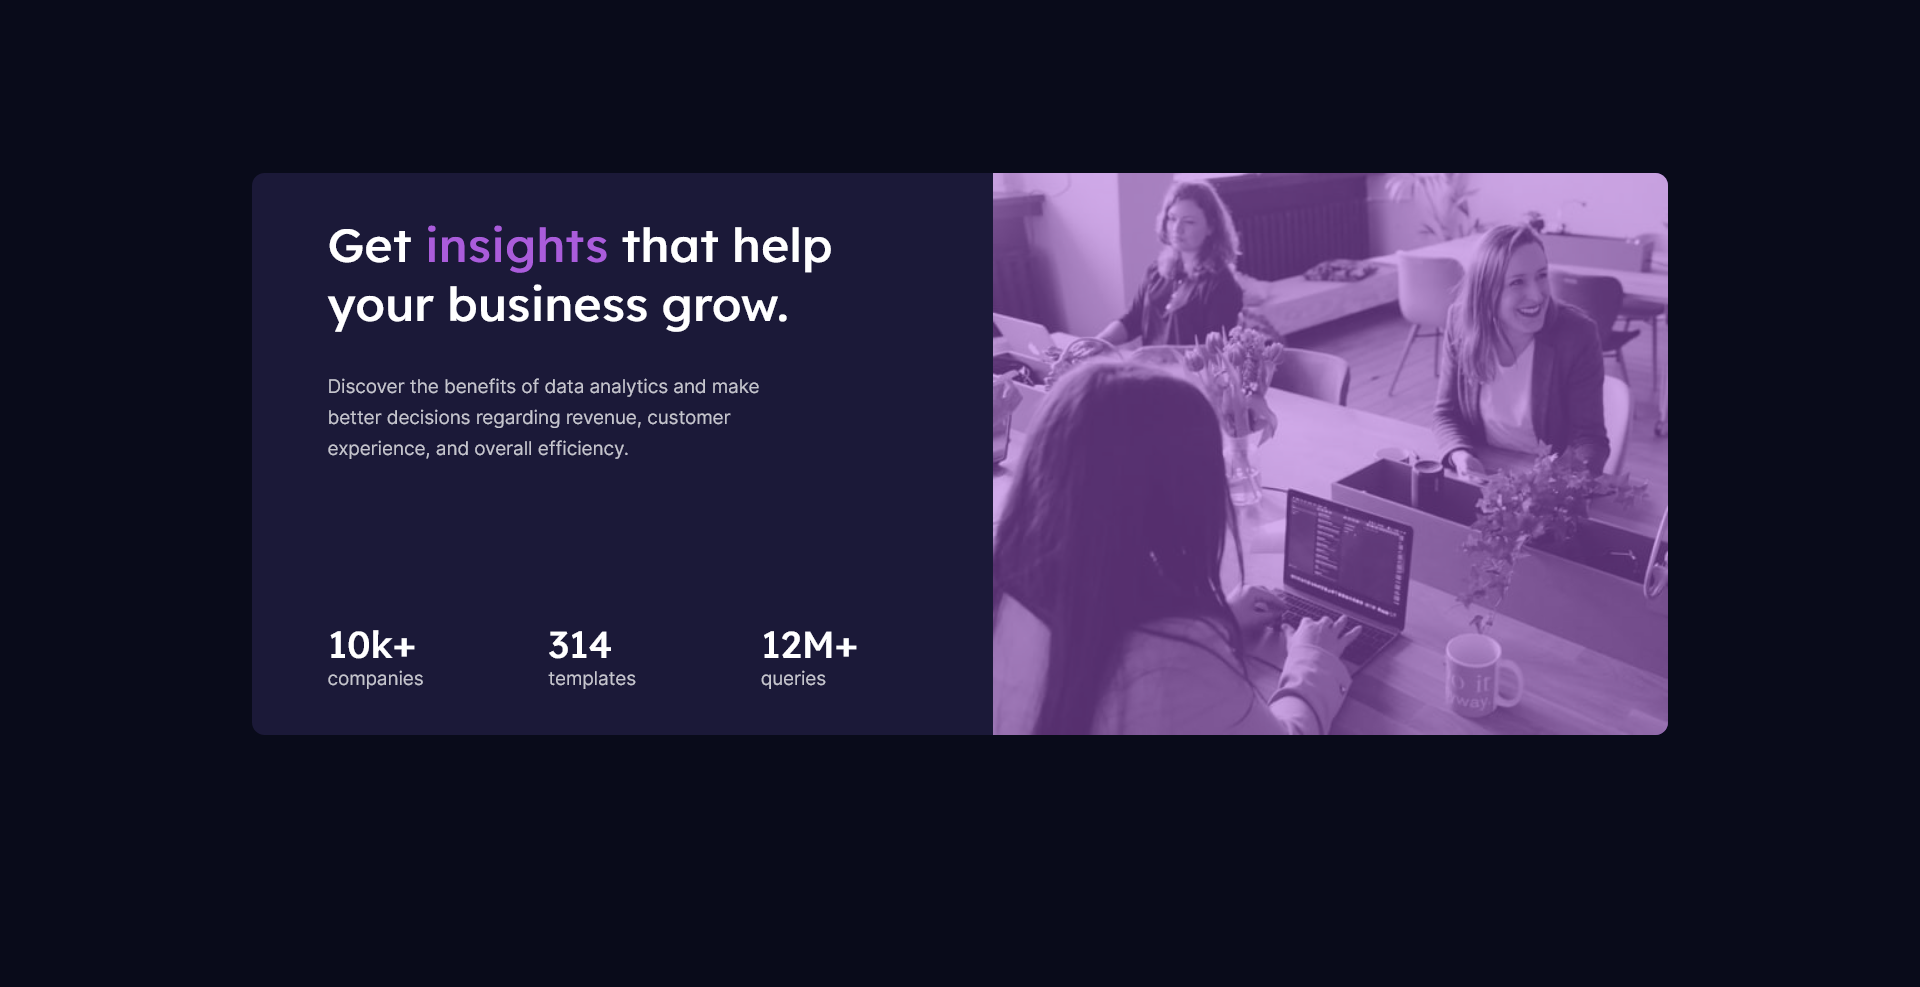 Get insights that help
your business grow.
Discover the benefits of data analytics and make
better decisions regarding revenue, customer
experience, and overall efficiency.
10k+ 314 12M+
companies templates queries